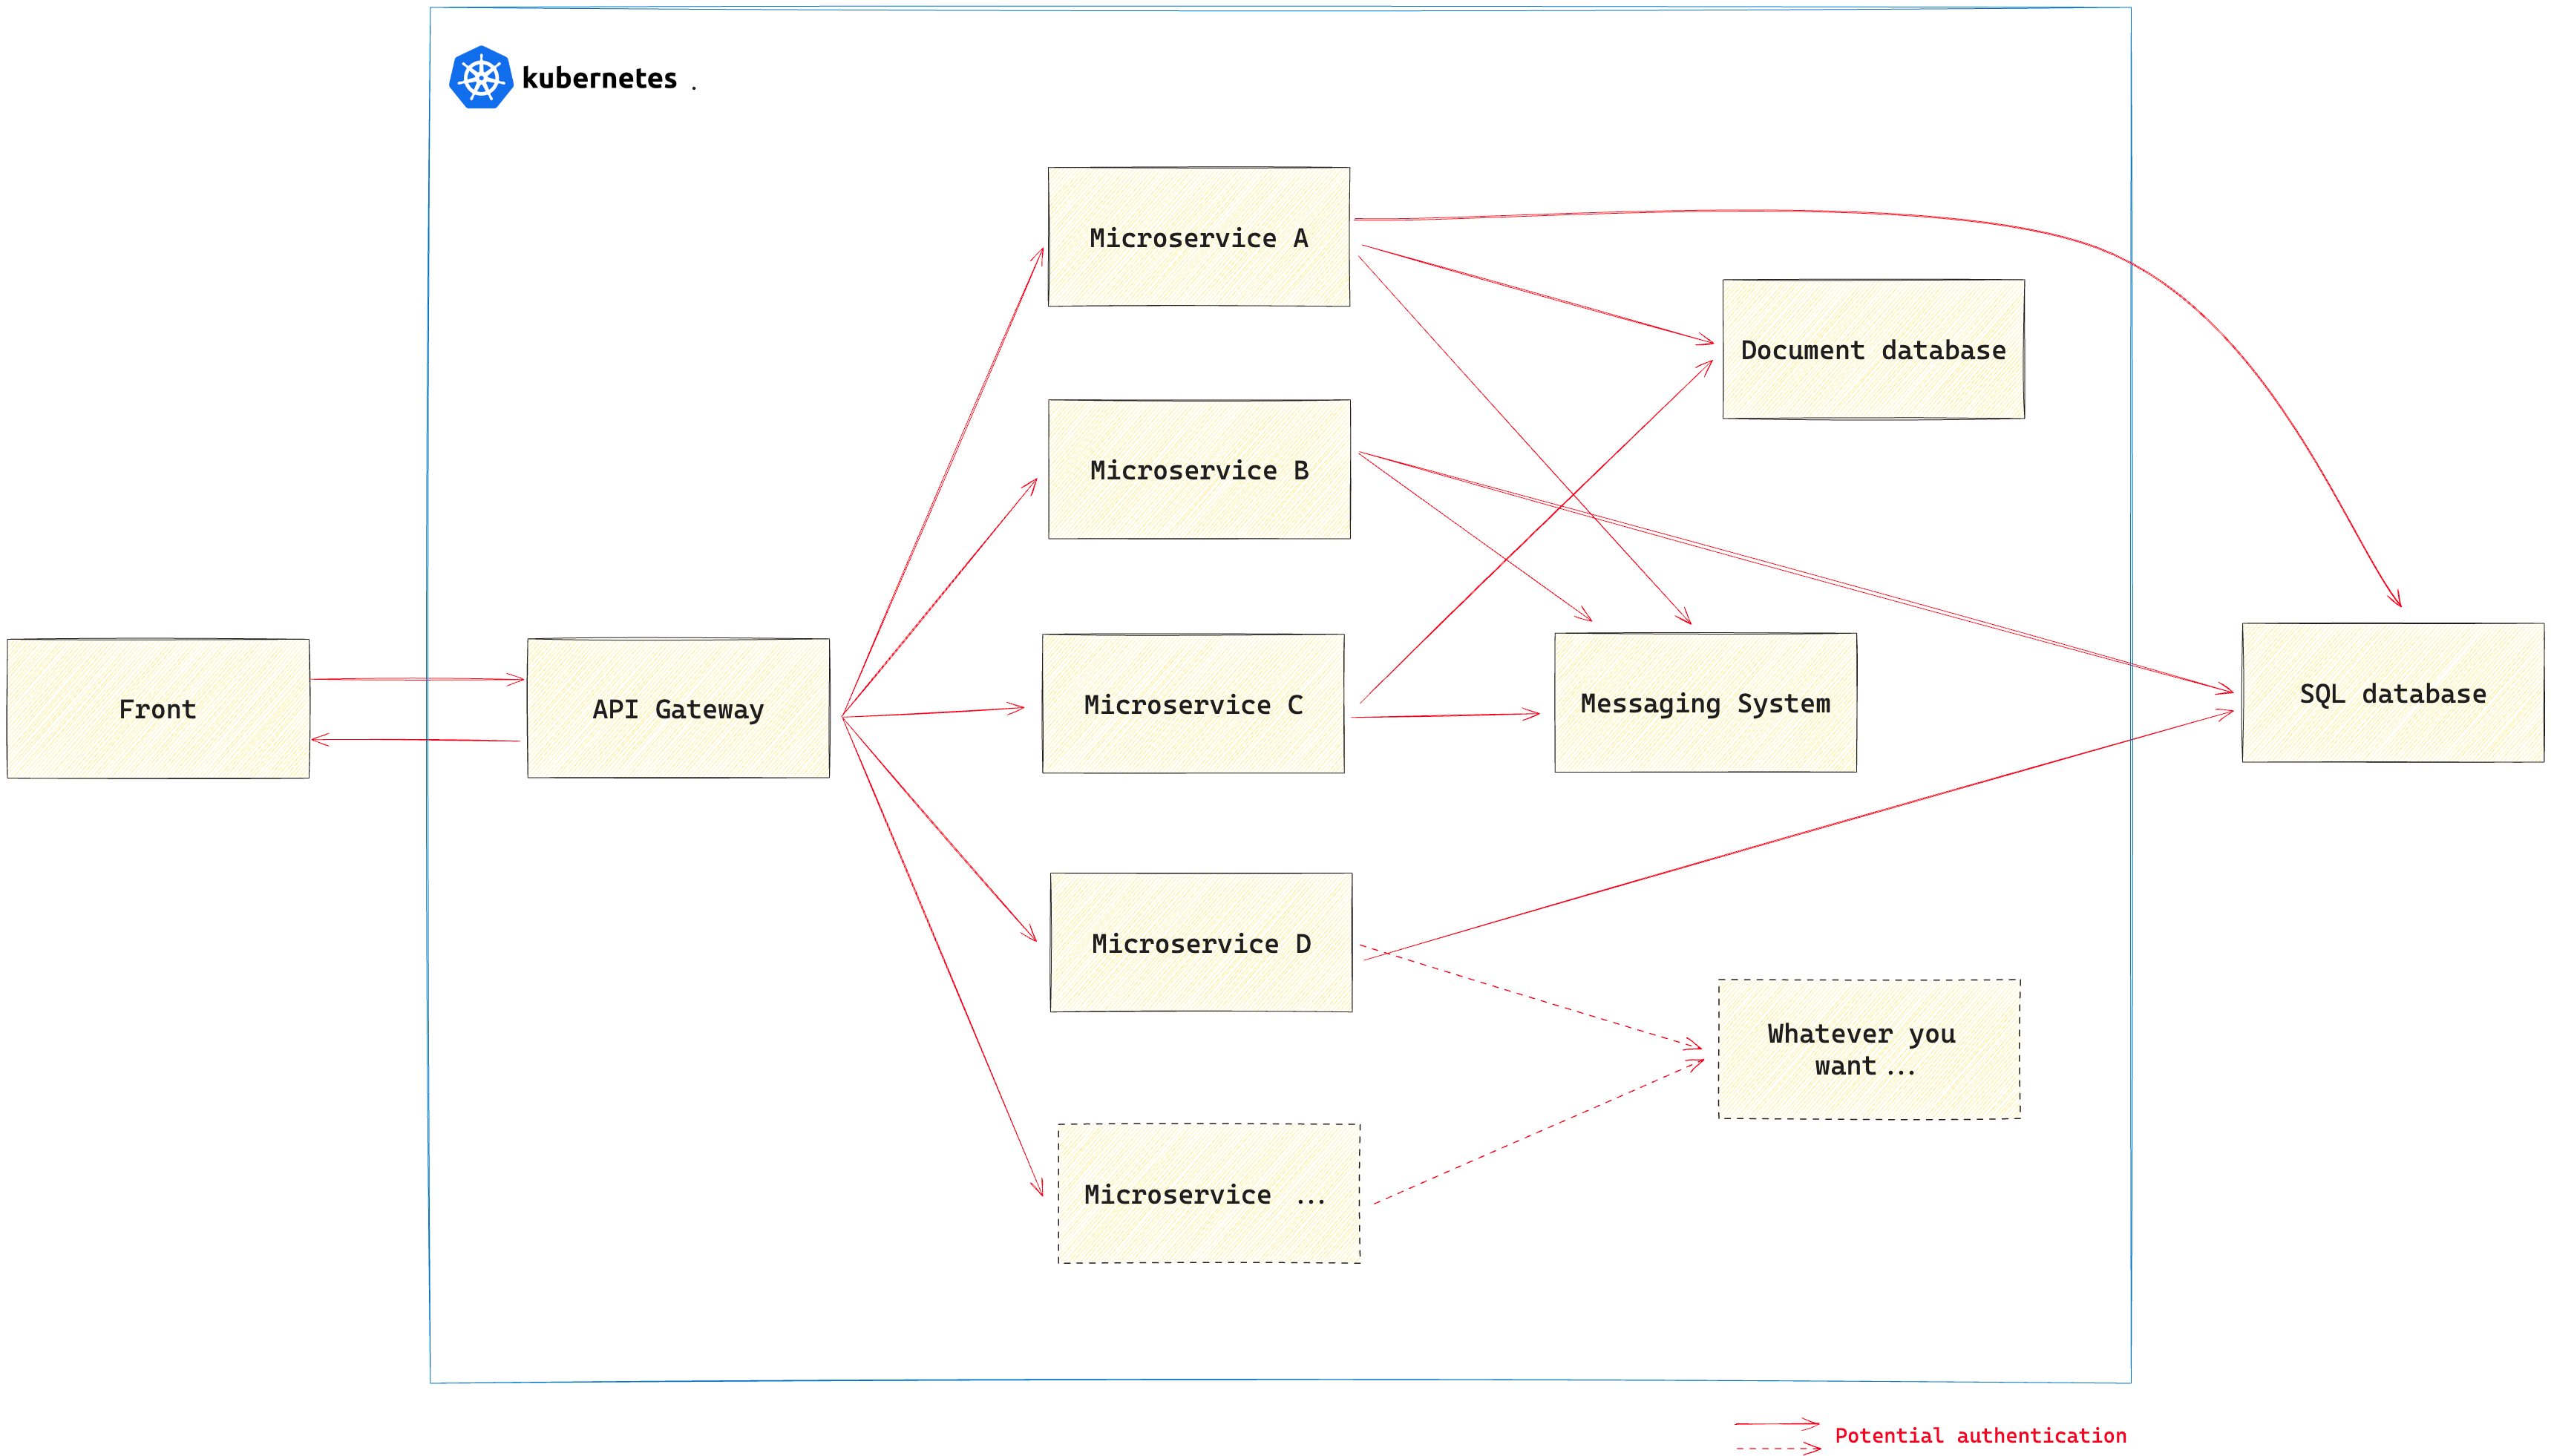 kubernetes .
Microservice A
Document database
Microservice B
Front
API Gateway
Microservice C
Messaging System
SQL database
Microservice D
Whatever you
want ...
Microservice ...
Potential authentication